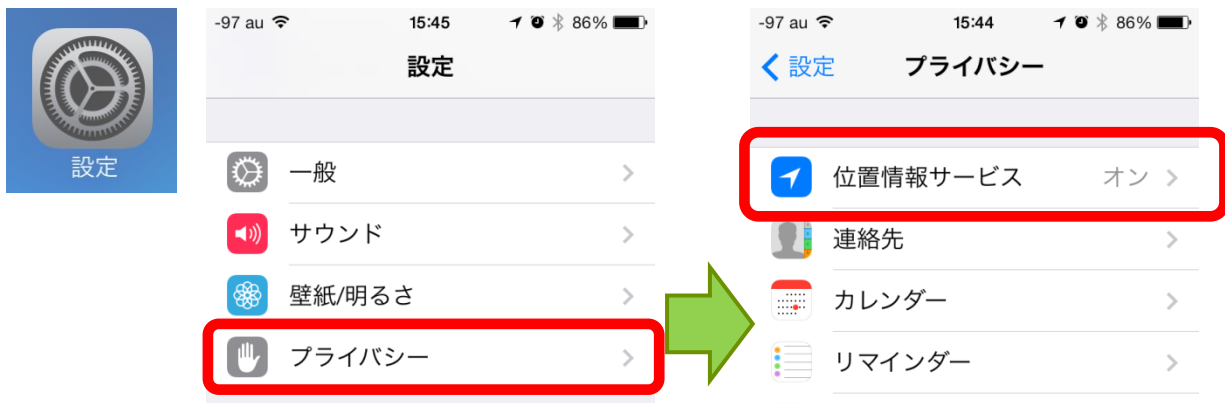 設定
-97 au 15:45 86%
設定
一般
サウンド
壁紙/明るさ
プライバシー
-97 au 15:44 86%
設定 プライバシー
位置情報サービス オン
連絡先
カレンダー
リマインダー